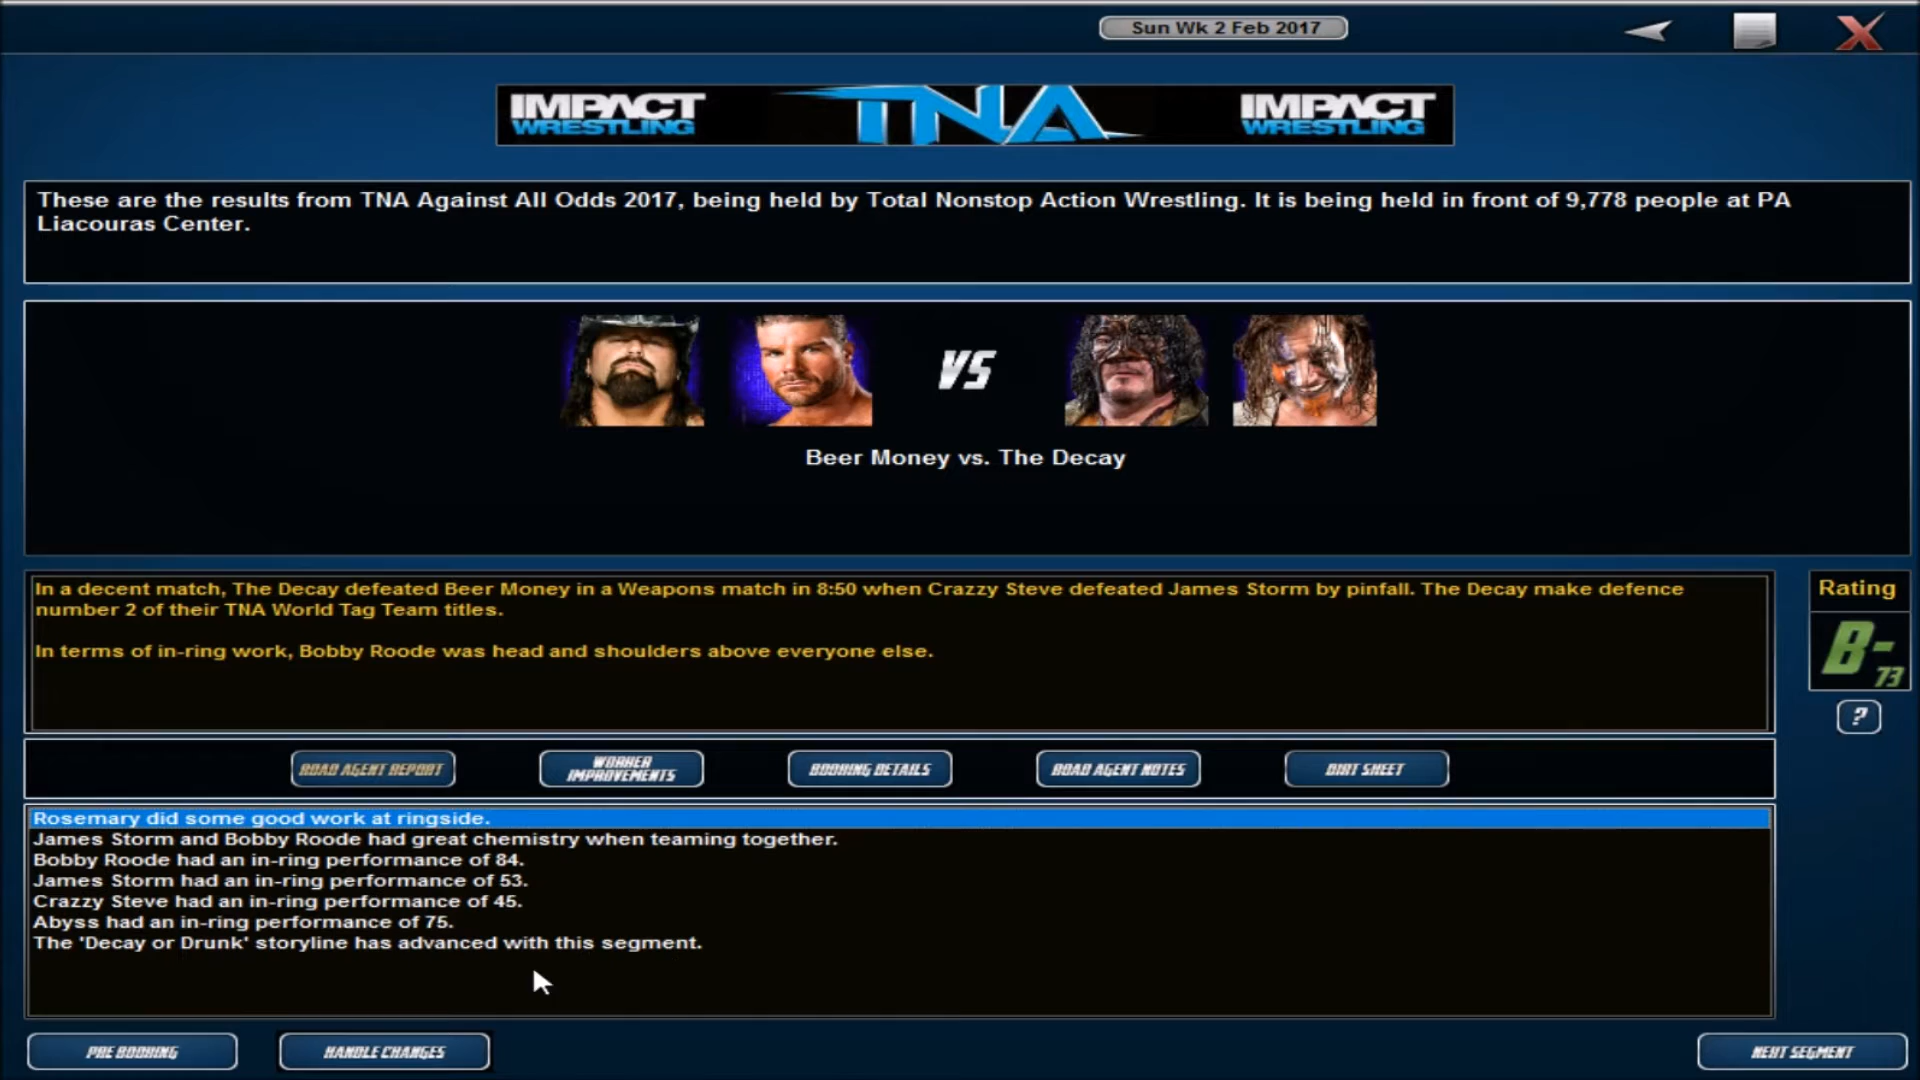 Sun Wk 2 Feb 2017
IMPACT WRESTLING
TNA
IMPACT WRESTLING
These are the results from TNA Against All Odds 2017, being held by Total Nonstop Action Wrestling. It is being held in front of 9,778 people at PA
Liacouras Center.
VS
Beer Money vs. The Decay
In a decent match, The Decay defeated Beer Money in a Weapons match in 8:50 when Crazzy Steve defeated James Storm by pinfall. The Decay make defence
number 2 of their TNA World Tag Team titles.
In terms of in-ring work, Bobby Roode was head and shoulders above everyone else.
Rating
B-
73
?
ROAD AGENT REPORT
WORKER
IMPROVEMENTS
BOOKING DETAILS
ROAD AGENT NOTES
DIRT SHEET
Rosemary did some good work at ringside.
James Storm and Bobby Roode had great chemistry when teaming together.
Bobby Roode had an in-ring performance of 84.
James Storm had an in-ring performance of 53.
Crazzy Steve had an in-ring performance of 45.
Abyss had an in-ring performance of 75.
The 'Decay or Drunk' storyline has advanced with this segment.
PRE BOOKING
HANDLE CHANGES
NEXT SEGMENT